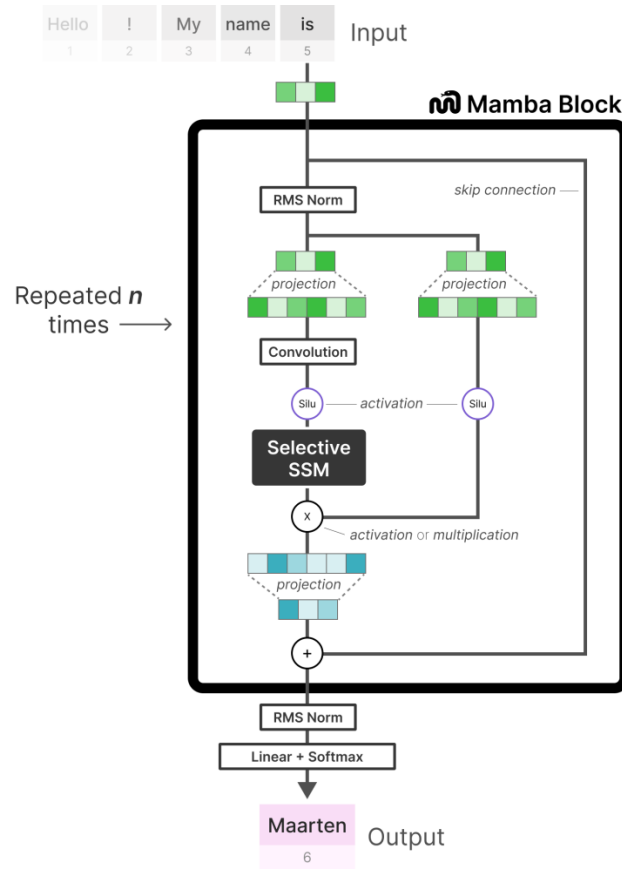 Hello ! My name is Input
1 2 3 4 5
Mamba Block
skip connection
RMS Norm
projection projection
Repeated n
times
Convolution
Silu activation Silu
Selective
SSM
x
activation or multiplication
projection
+
RMS Norm
Linear + Softmax
Maarten
6
Output